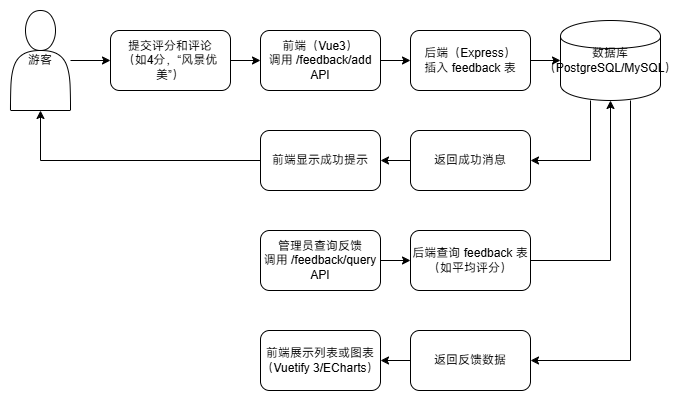 游客
提交评分和评论
（如4分，“风景优
美”）
前端（Vue3）
调用 /feedback/add
API
后端（Express）
插入 feedback 表
数据库
（PostgreSQL/MySQL）
前端显示成功提示
返回成功消息
管理员查询反馈
调用 /feedback/query
API
后端查询 feedback 表
（如平均评分）
前端展示列表或图表
（Vuetify 3/ECharts）
返回反馈数据